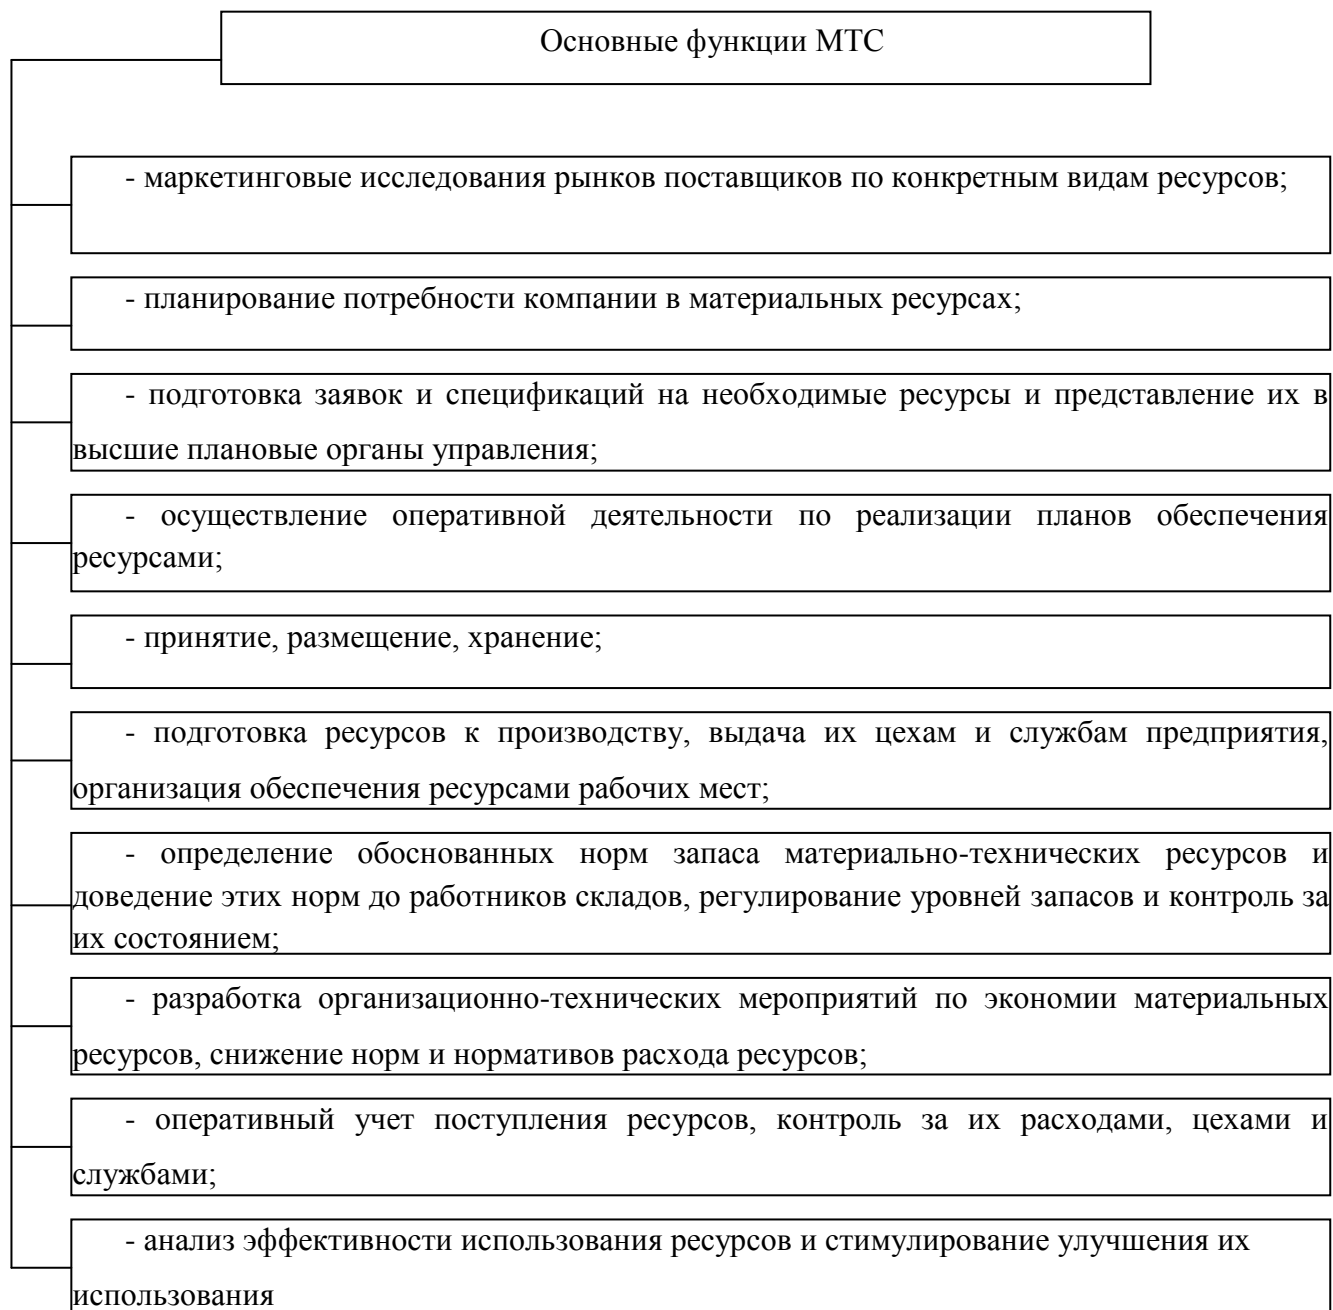 Основные функции МТС
- маркетинговые исследования рынков поставщиков по конкретным видам ресурсов;
- планирование потребности компании в материальных ресурсах;
- подготовка заявок и спецификаций на необходимые ресурсы и представление их в
высшие плановые органы управления;
- осуществление оперативной деятельности по реализации планов обеспечения
ресурсами;
- принятие, размещение, хранение;
- подготовка ресурсов к производству, выдача их цехам и службам предприятия,
организация обеспечения ресурсами рабочих мест;
- определение обоснованных норм запаса материально-технических ресурсов и
доведение этих норм до работников складов, регулирование уровней запасов и контроль за
их состоянием;
- разработка организационно-технических мероприятий по экономии материальных
ресурсов, снижение норм и нормативов расхода ресурсов;
- оперативный учет поступления ресурсов, контроль за их расходами, цехами и
службами;
- анализ эффективности использования ресурсов и стимулирование улучшения их
использования